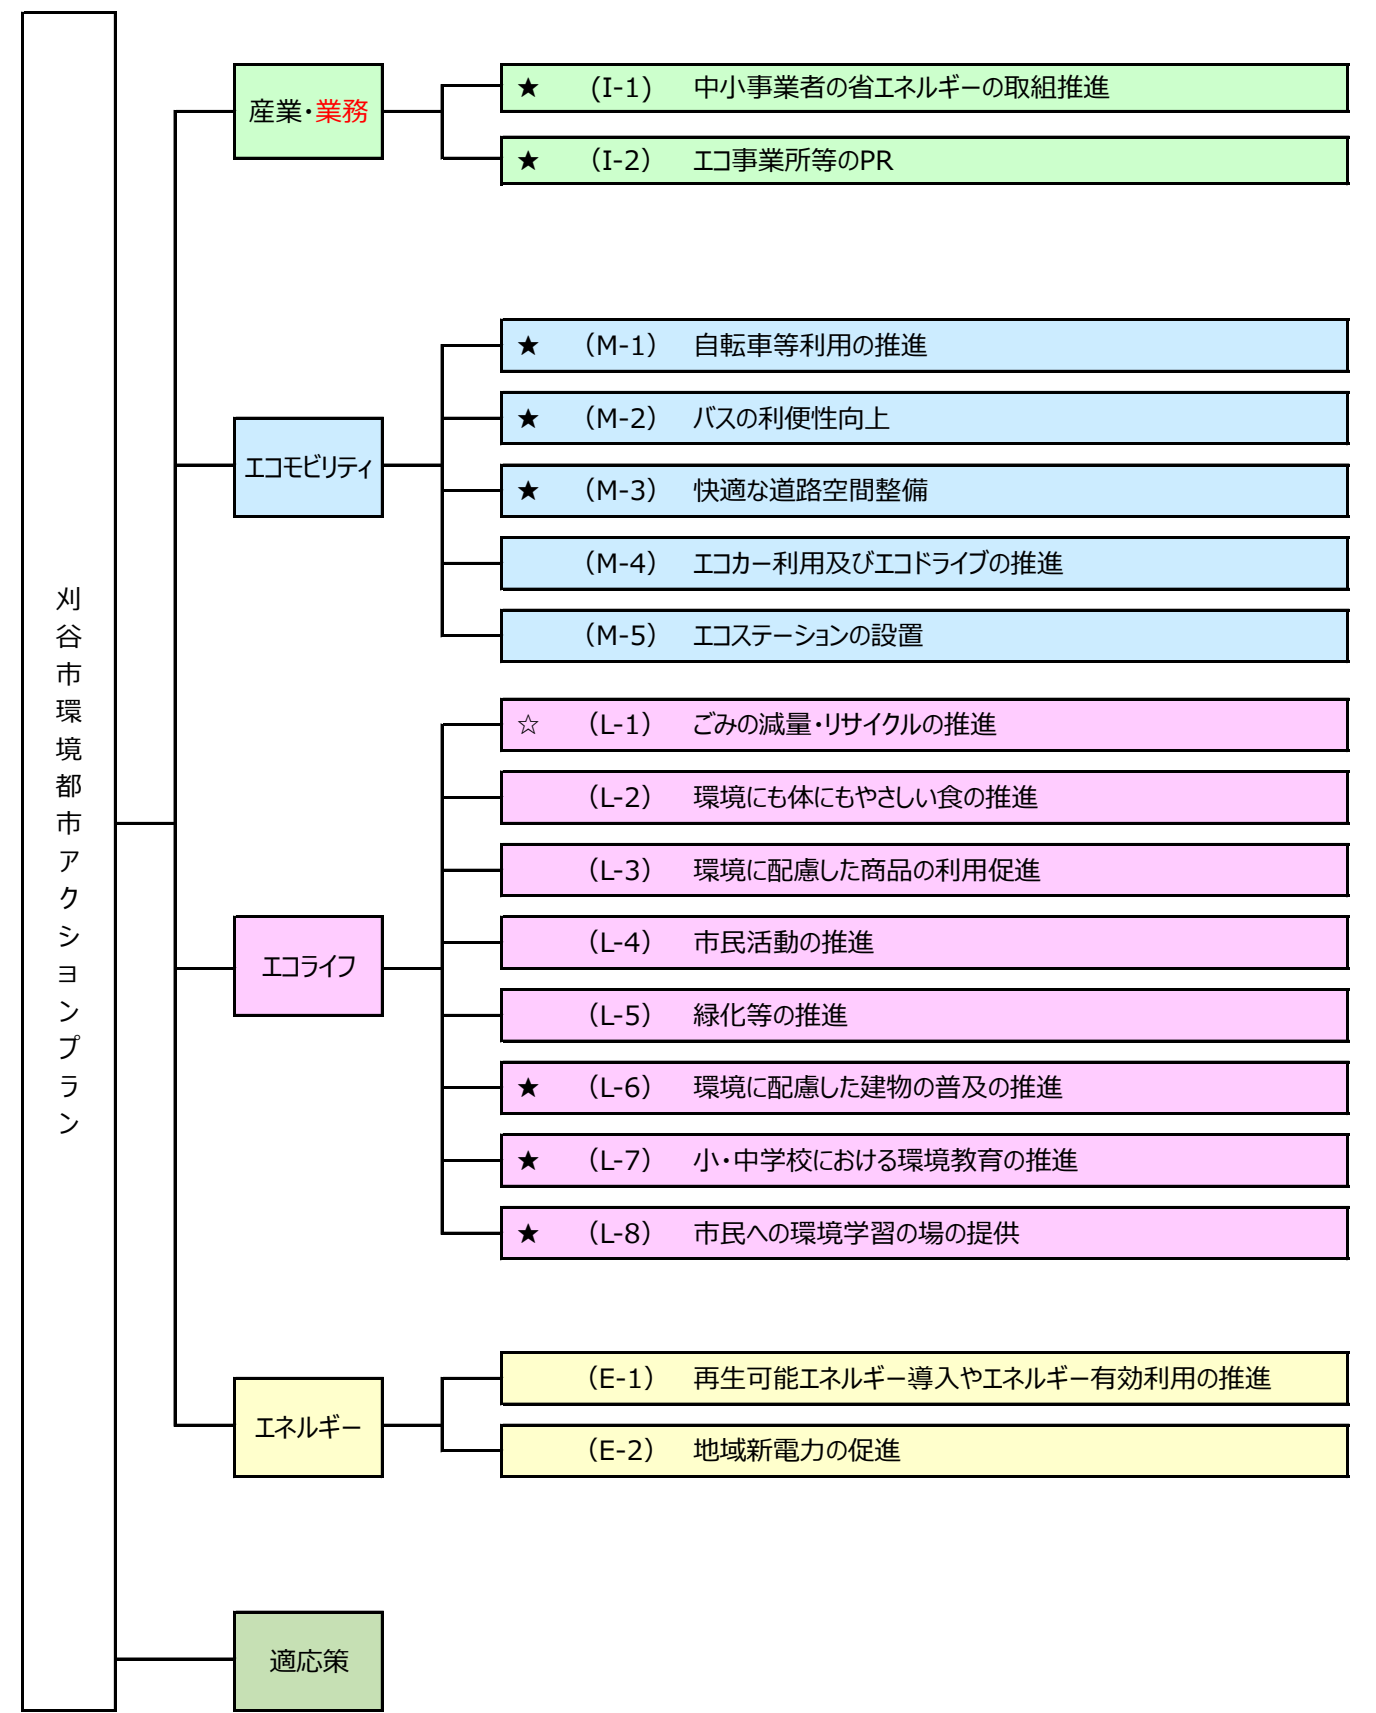 刈谷市環境都市アクションプラン
産業・業務
★ (I-1) 中小事業者の省エネルギーの取組推進
★ (I-2) エコ事業所等のPR
エコモビリティ
★ (M-1) 自転車等利用の推進
★ (M-2) バスの利便性向上
★ (M-3) 快適な道路空間整備
(M-4) エコカー利用及びエコドライブの推進
(M-5) エコステーションの設置
エコライフ
☆ (L-1) ごみの減量・リサイクルの推進
(L-2) 環境にも体にもやさしい食の推進
(L-3) 環境に配慮した商品の利用促進
(L-4) 市民活動の推進
(L-5) 緑化等の推進
★ (L-6) 環境に配慮した建物の普及の推進
★ (L-7) 小・中学校における環境教育の推進
★ (L-8) 市民への環境学習の場の提供
エネルギー
(E-1) 再生可能エネルギー導入やエネルギー有効利用の推進
(E-2) 地域新電力の促進
適応策